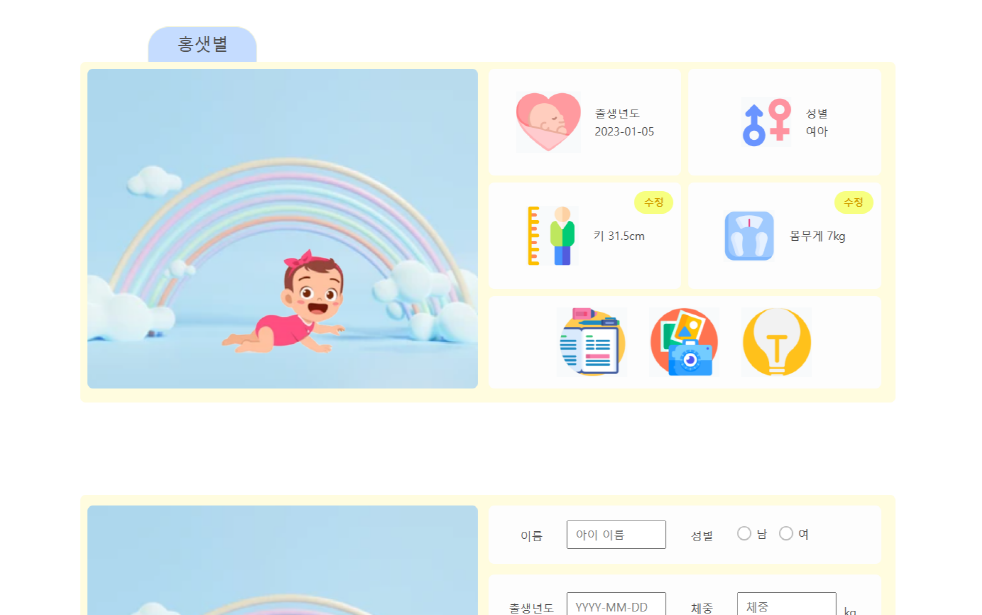 홍샛별
출생년도
2023-01-05
성별
여아
수정
키 31.5cm
수정
몸무게 7kg
이름
아이 이름
성별
남
여
출생년도
YYYY-MM-DD
체중
체중
kg